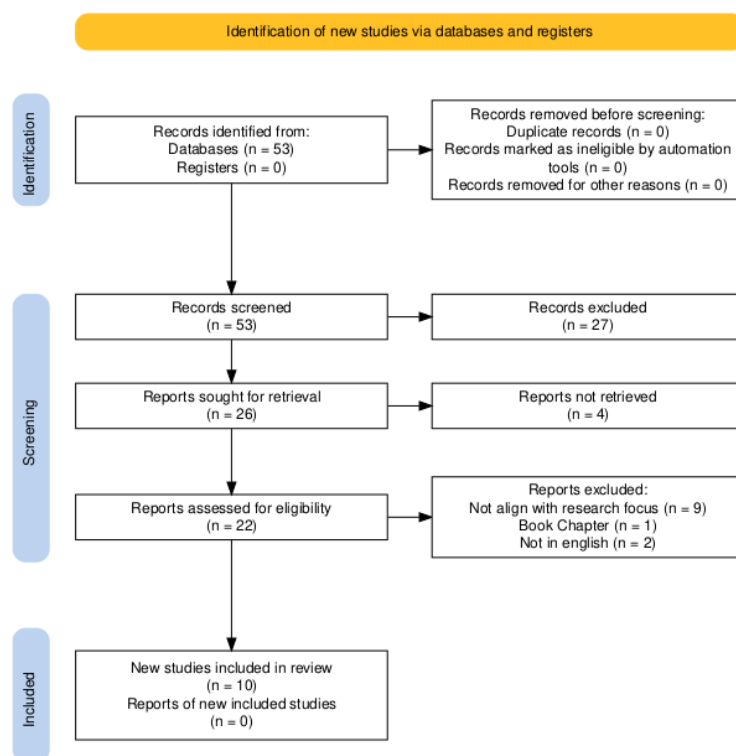 Identification of new studies via databases and registers
Identification
Records identified from:
Databases (n = 53)
Registers (n = 0)
Records removed before screening:
Duplicate records (n = 0)
Records marked as ineligible by automation
tools (n = 0)
Records removed for other reasons (n = 0)
Screening
Records screened
(n = 53)
Records excluded
(n = 27)
Reports sought for retrieval
(n = 26)
Reports not retrieved
(n = 4)
Reports assessed for eligibility
(n = 22)
Reports excluded:
Not align with research focus (n = 9)
Book Chapter (n = 1)
Not in english (n = 2)
Included
New studies included in review
(n = 10)
Reports of new included studies
(n = 0)